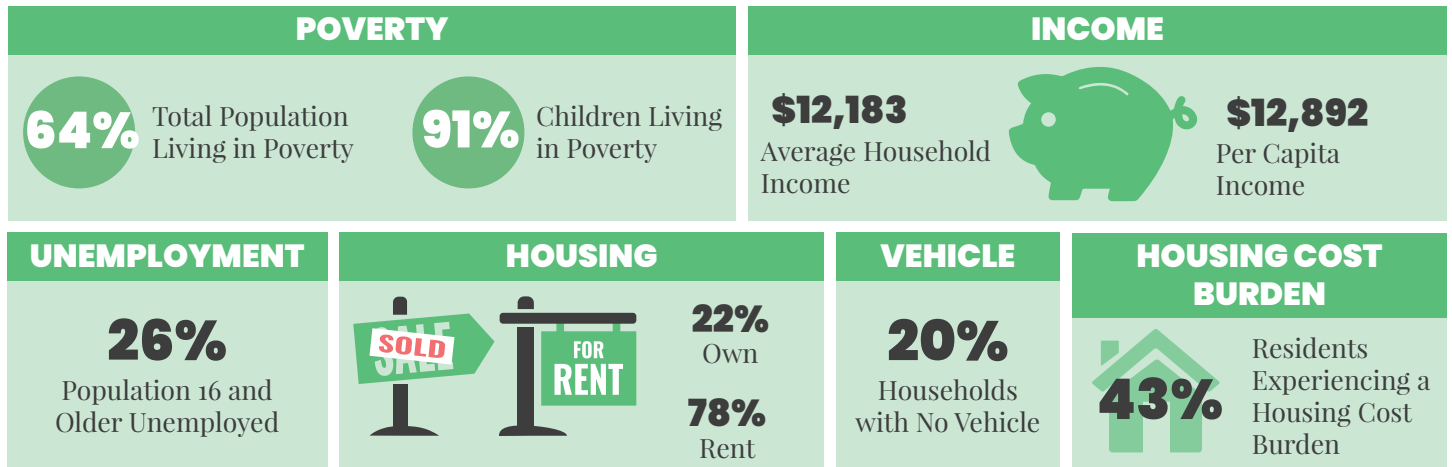 POVERTY
64%
Total Population
Living in Poverty
91%
Children Living
in Poverty
INCOME
$12,183
Average Household
Income
$12,892
Per Capita
Income
UNEMPLOYMENT
26%
Population 16 and
Older Unemployed
HOUSING
SALE
SOLD
FOR
RENT
22%
Own
78%
Rent
VEHICLE
20%
Households
with No Vehicle
HOUSING COST
BURDEN
43%
Residents
Experiencing a
Housing Cost
Burden